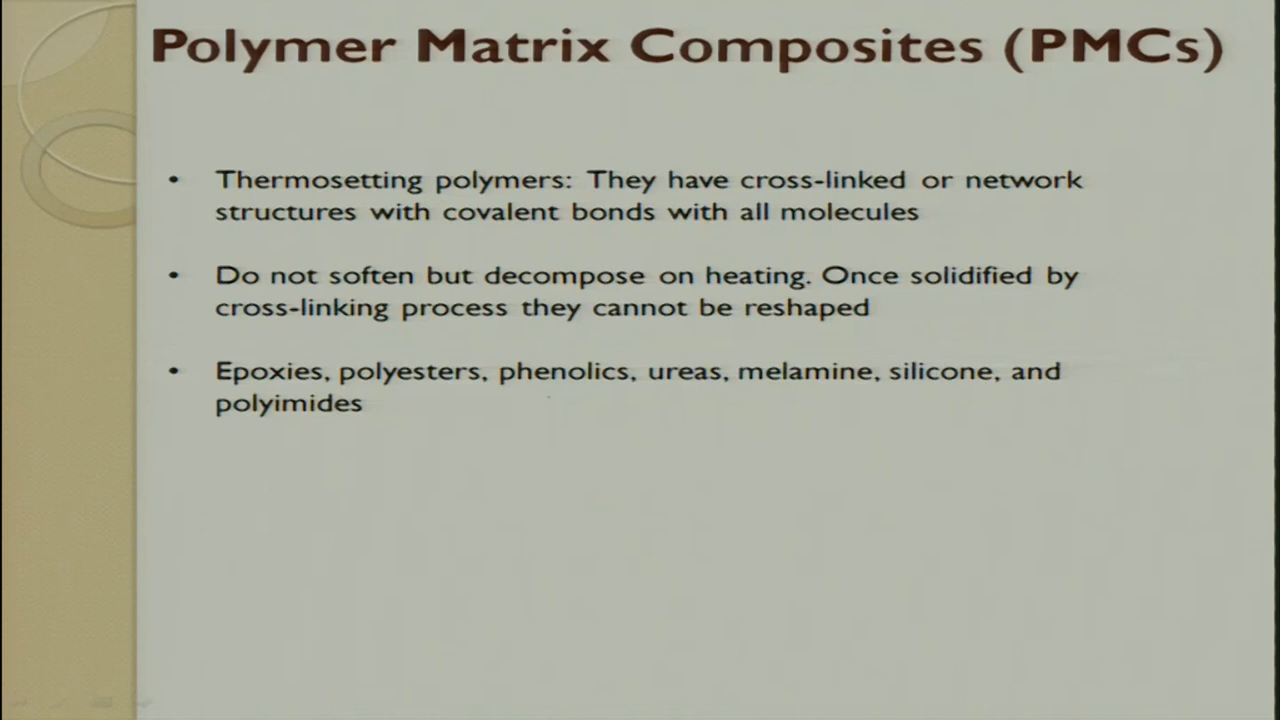 Polymer Matrix Composites (PMCs)
• Thermosetting polymers: They have cross-linked or network
structures with covalent bonds with all molecules
• Do not soften but decompose on heating. Once solidified by
cross-linking process they cannot be reshaped
• Epoxies, polyesters, phenolics, ureas, melamine, silicone, and
polyimides